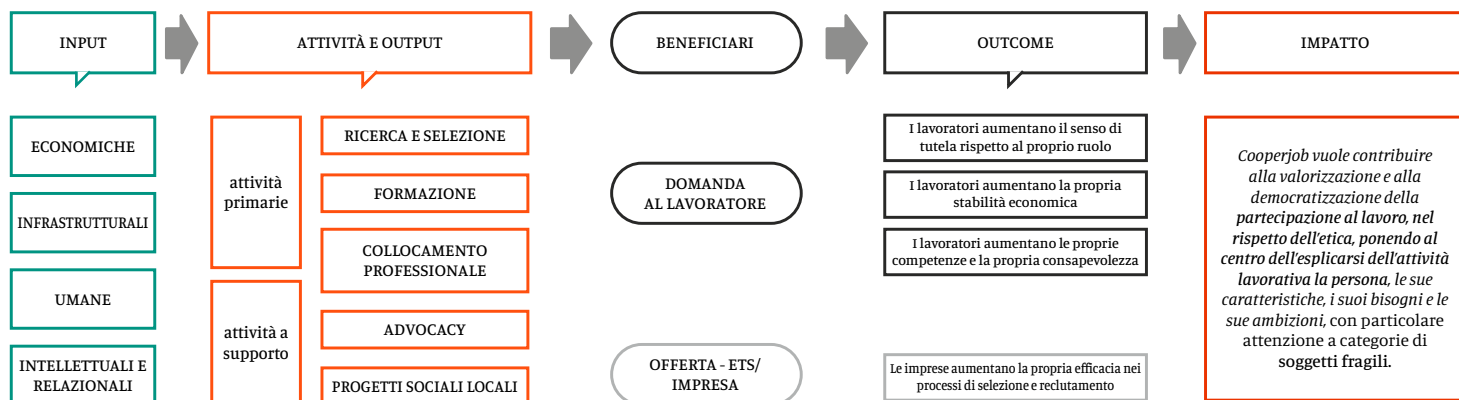 INPUT
ATTIVITÀ E OUTPUT
BENEFICIARI
OUTCOME
IMPATTO
ECONOMICHE
INFRASTRUTTURALI
UMANE
INTELLETTUALI E
RELAZIONALI
attività
primarie
attività a
supporto
RICERCA E SELEZIONE
FORMAZIONE
COLLOCAMENTO
PROFESSIONALE
ADVOCACY
PROGETTI SOCIALI LOCALI
DOMANDA
AL LAVORATORE
OFFERTA - ETS/
IMPRESA
I lavoratori aumentano il senso di
tutela rispetto al proprio ruolo
I lavoratori aumentano la propria
stabilità economica
I lavoratori aumentano le proprie
competenze e la propria consapevolezza
Le imprese aumentano la propria efficacia nei
processi di selezione e reclutamento
Cooperjob vuole contribuire
alla valorizzazione e alla
democratizzazione della
partecipazione al lavoro, nel
rispetto dell'etica, ponendo al
centro dell'esplicarsi dell'attività
lavorativa la persona, le sue
caratteristiche, i suoi bisogni e le
sue ambizioni, con particolare
attenzione a categorie di
soggetti fragili.